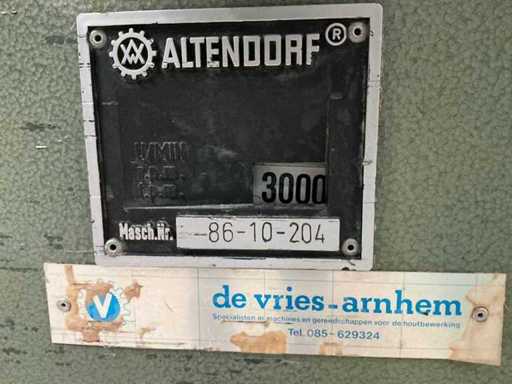 ALTENDORF®
U/MIN
r.p.m.
t.p.m.
3000
Masch.Nr. 86-10-204
V de vries-arnhem
Specialisten in machines en gereedschappen voor de houtbewerking
Tel. 085-629324